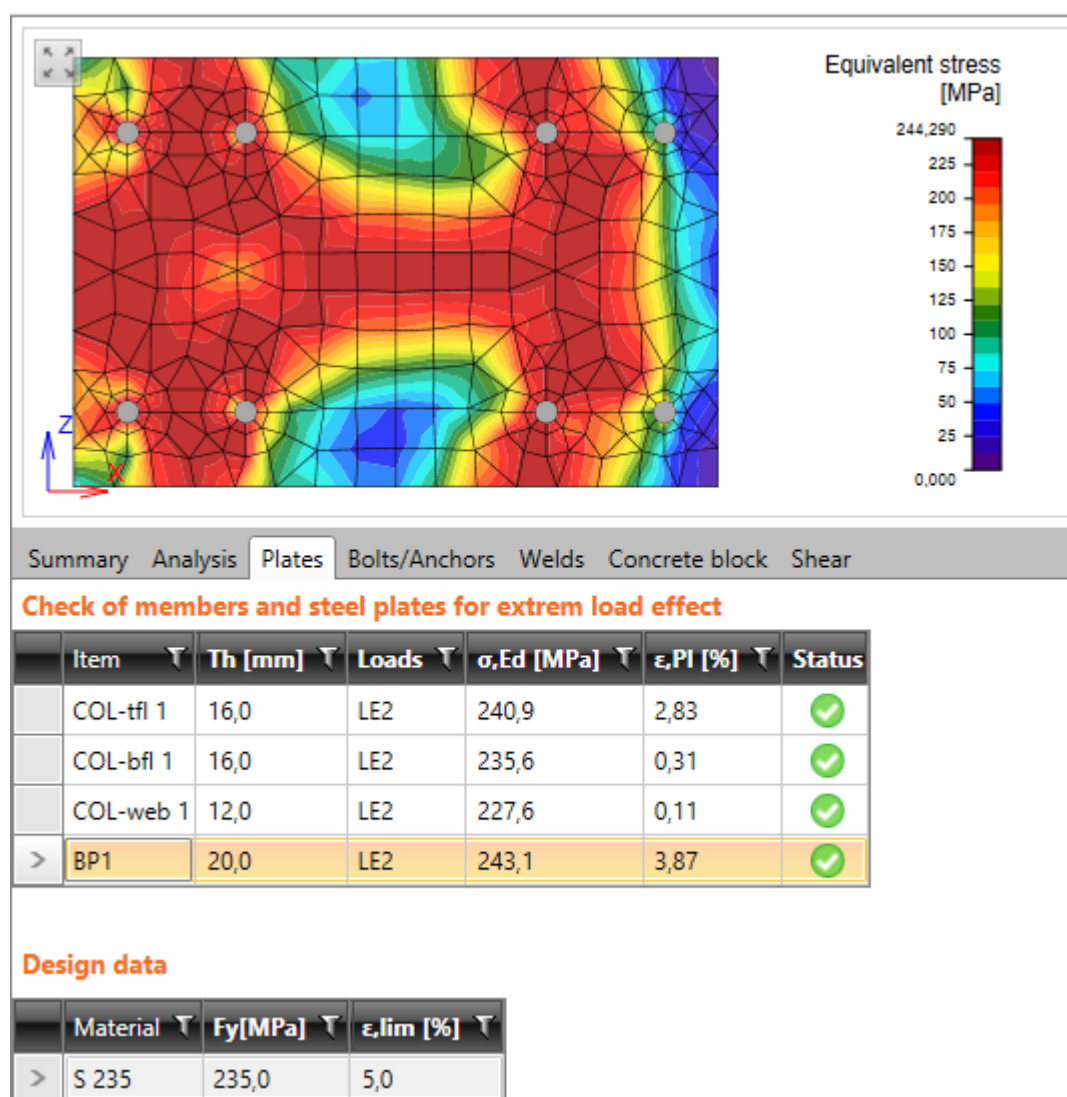 Equivalent stress
[MPa]
244,290
225
200
175
150
125
100
75
50
25
0,000
Z
X
Summary Analysis Plates Bolts/Anchors Welds Concrete block Shear
Check of members and steel plates for extrem load effect
Item Th [mm] Loads σ,Ed [MPa] ε,Pl [%] Status
COL-tfl 1 16,0 LE2 240,9 2,83
COL-bfl 1 16,0 LE2 235,6 0,31
COL-web 1 12,0 LE2 227,6 0,11
> BP1 20,0 LE2 243,1 3,87
Design data
Material Fy[MPa] ε,lim [%]
> S 235 235,0 5,0